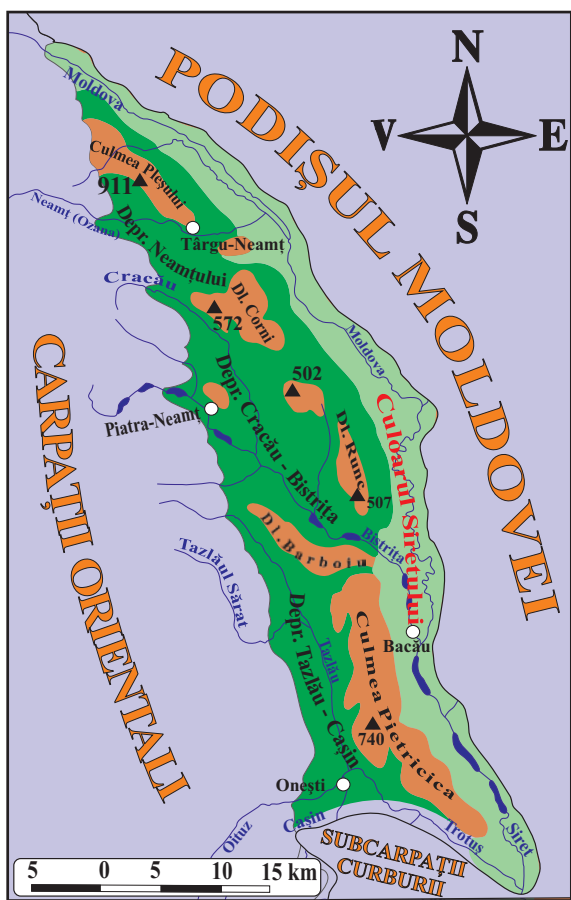 N
V
E
S
PODIŞUL MOLDOVEI
Moldova
Culmea Pleşului
911
Neamţ (Ozana)
Târgu-Neamţ
Depr. Neamţului
Cracău
Dl. Corni
572
Moldova
502
CARPAŢII ORIENTALI
Piatra-Neamţ
Depr. Cracău - Bistriţa
Dl. Runc
507
Culoarul Siretului
Bistriţa
Dl. Barboiu
Tazlăul
Sărat
Depr. Tazlău - Caşin
Tazlău
Culmea Pietricica
Bacău
740
Oneşti
Oituz
Caşin
Trotuş
Siret
SUBCARPAŢII
CURBURII
5 0 5 10 15 km